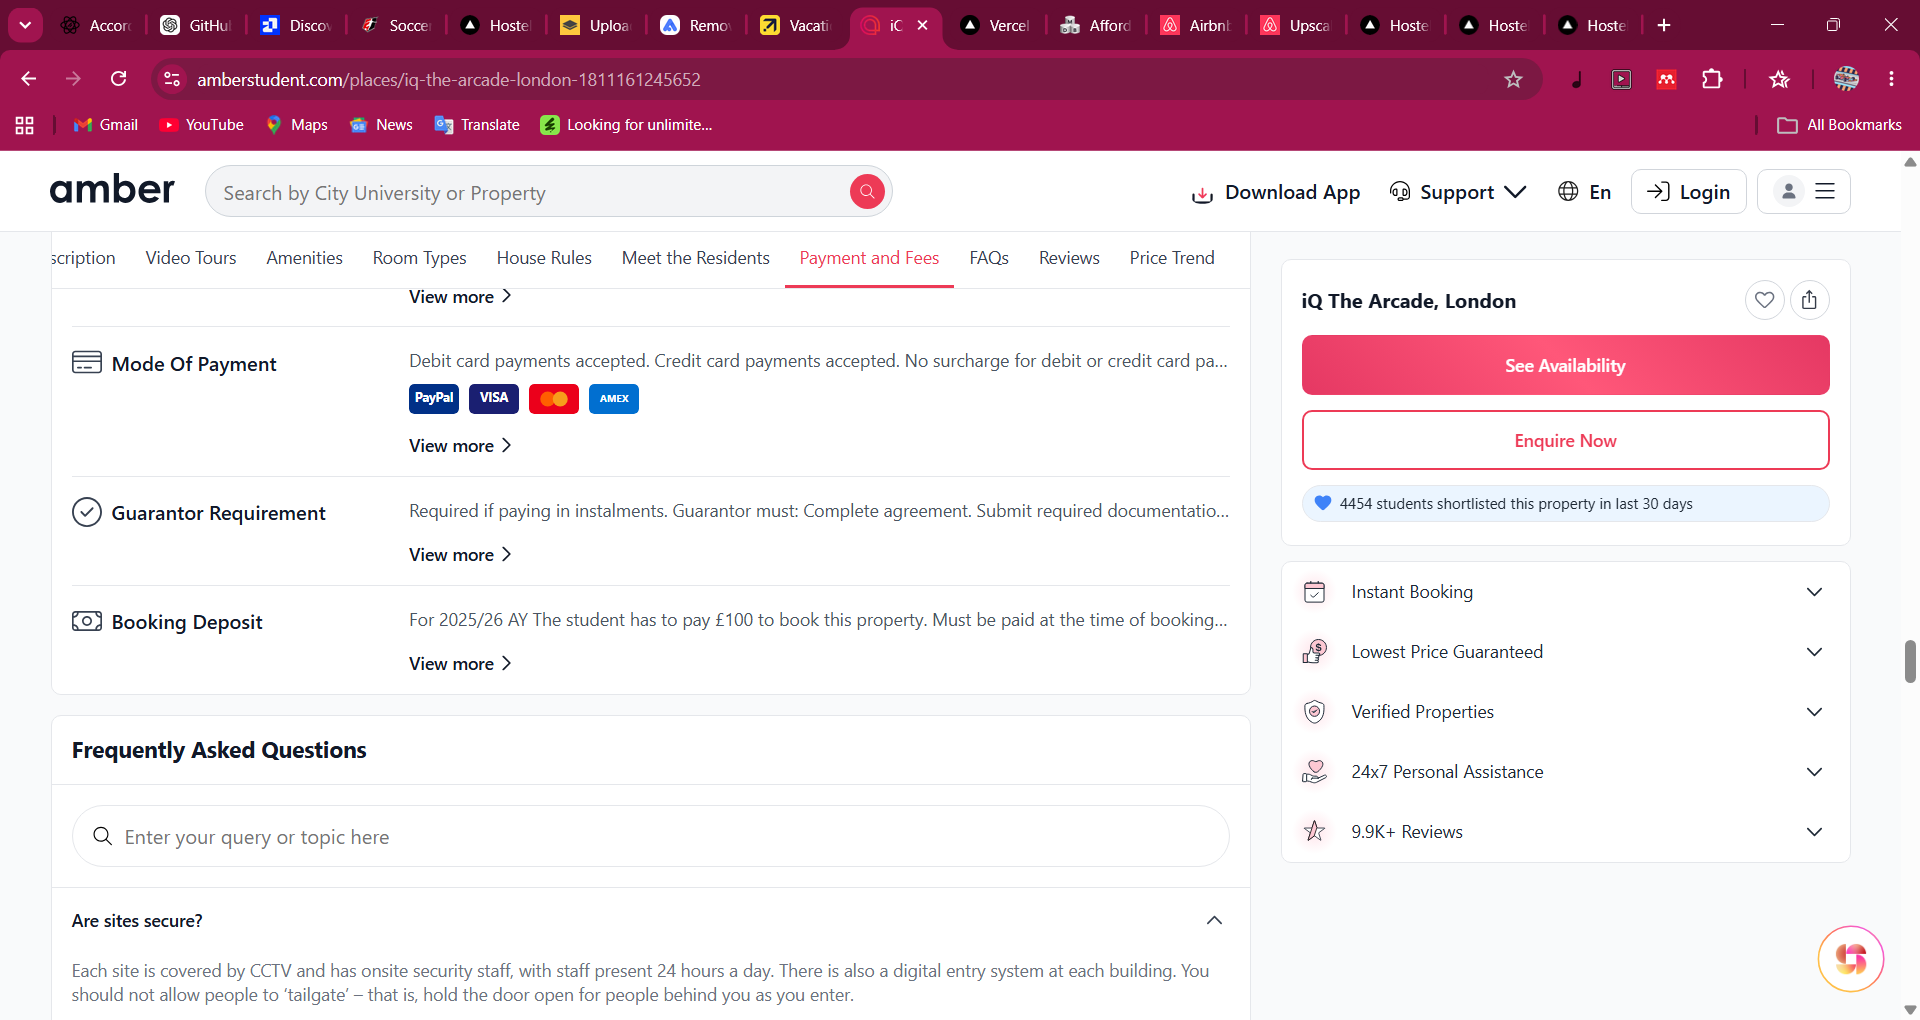 Accor
GitHu
Discov
Soccer
Hoste
Uploa
Remov
Vacati
iQ
Vercel
Afford
Airbnb
Upsca
Hoste
Hoste
Hoste
amberstudent.com/places/iq-the-arcade-london-1811161245652
Gmail
YouTube
Maps
News
Translate
Looking for unlimite...
All Bookmarks
amber
Search by City University or Property
Download App
Support
En
Login
scription
Video Tours
Amenities
Room Types
House Rules
Meet the Residents
Payment and Fees
FAQs
Reviews
Price Trend
View more
Mode Of Payment
Debit card payments accepted. Credit card payments accepted. No surcharge for debit or credit card pa...
PayPal
VISA
AMEX
View more
Guarantor Requirement
Required if paying in instalments. Guarantor must: Complete agreement. Submit required documentatio...
View more
Booking Deposit
For 2025/26 AY The student has to pay £100 to book this property. Must be paid at the time of booking...
View more
Frequently Asked Questions
Enter your query or topic here
Are sites secure?
Each site is covered by CCTV and has onsite security staff, with staff present 24 hours a day. There is also a digital entry system at each building. You
should not allow people to ‘tailgate’ – that is, hold the door open for people behind you as you enter.
iQ The Arcade, London
See Availability
Enquire Now
4454 students shortlisted this property in last 30 days
Instant Booking
Lowest Price Guaranteed
Verified Properties
24x7 Personal Assistance
9.9K+ Reviews